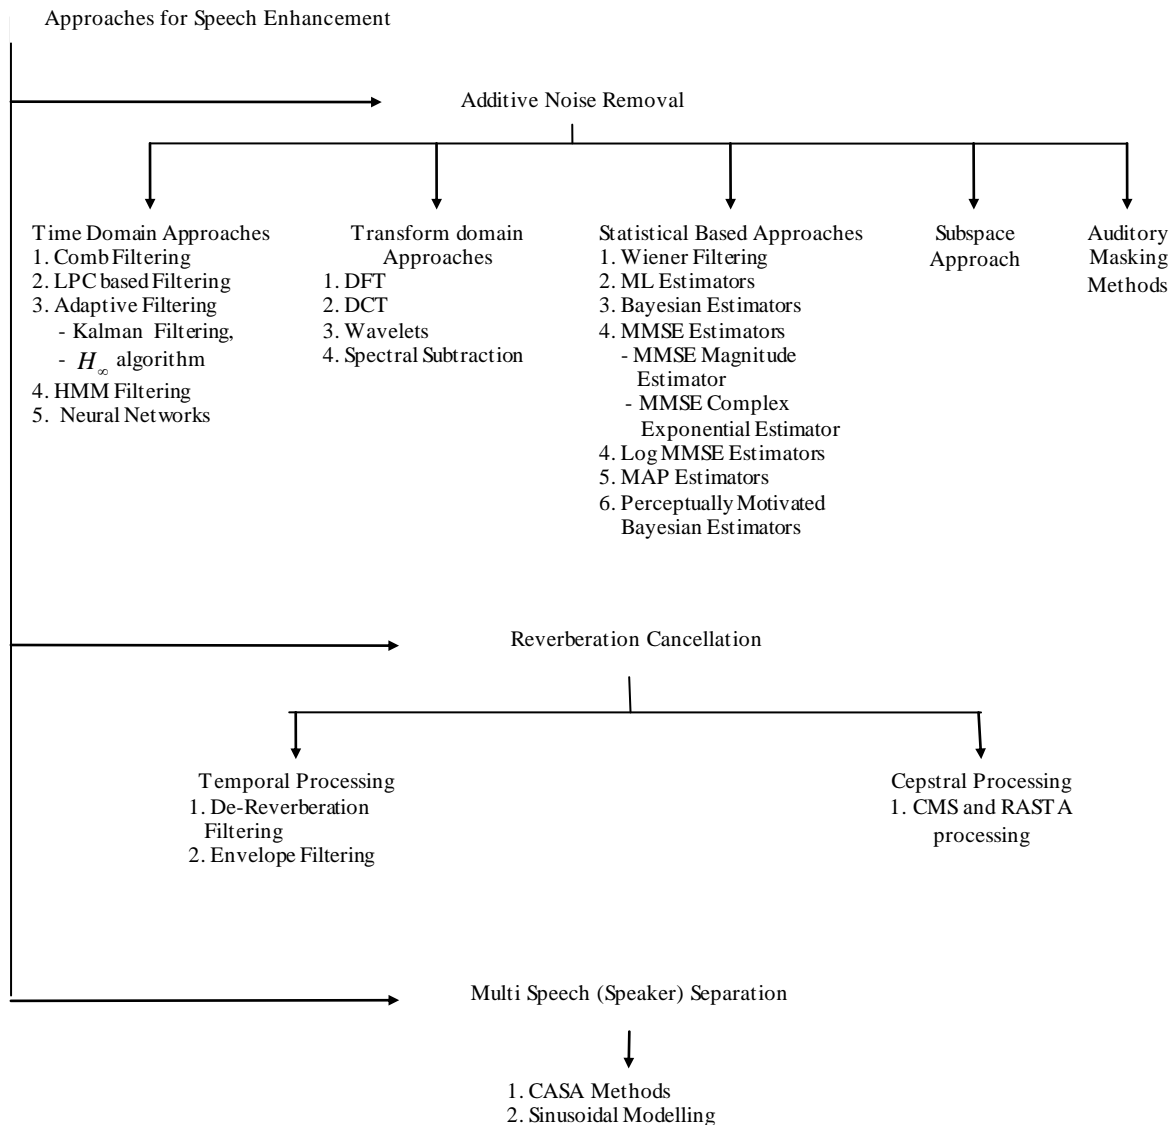 Approaches for Speech Enhancement
Additive Noise Removal
Time Domain Approaches
1. Comb Filtering
2. LPC based Filtering
3. Adaptive Filtering
- Kalman Filtering,
- H∞ algorithm
4. HMM Filtering
5. Neural Networks
Transform domain
Approaches
1. DFT
2. DCT
3. Wavelets
4. Spectral Subtraction
Statistical Based Approaches
1. Wiener Filtering
2. ML Estimators
3. Bayesian Estimators
4. MMSE Estimators
- MMSE Magnitude
Estimator
- MMSE Complex
Exponential Estimator
4. Log MMSE Estimators
5. MAP Estimators
6. Perceptually Motivated
Bayesian Estimators
Subspace
Approach
Auditory
Masking
Methods
Reverberation Cancellation
Temporal Processing
1. De-Reverberation
Filtering
2. Envelope Filtering
Cepstral Processing
1. CMS and RASTA
processing
Multi Speech (Speaker) Separation
1. CASA Methods
2. Sinusoidal Modelling